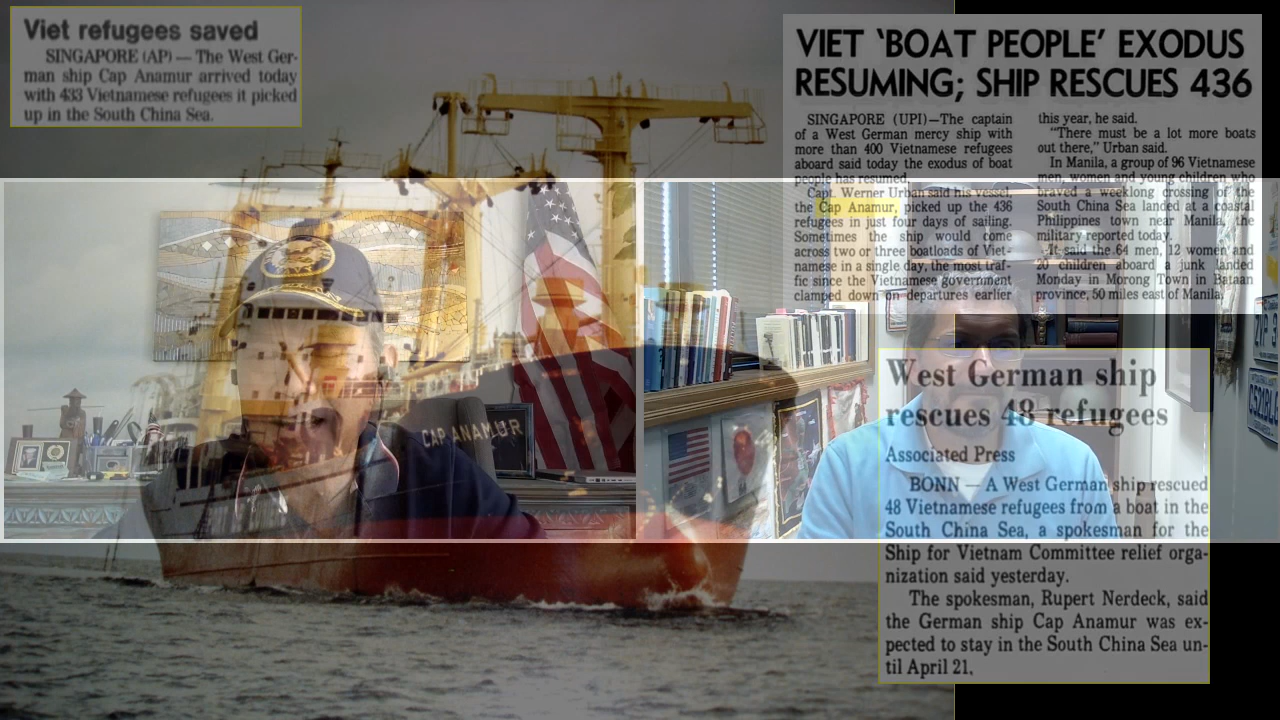 Viet refugees saved
SINGAPORE (AP) — The West Ger-
man ship Cap Anamur arrived today
with 433 Vietnamese refugees it picked
up in the South China Sea.
VIET ‘BOAT PEOPLE’ EXODUS
RESUMING; SHIP RESCUES 436
SINGAPORE (UPI)—The captain
of a West German mercy ship with
more than 400 Vietnamese refugees
aboard said today the exodus of boat
people has resumed.
Capt. Werner Urban said his vessel,
the Cap Anamur, picked up the 436
refugees in just four days of sailing.
Sometimes the ship would come
across two or three boatloads of Viet-
namese in a single day, the most traf-
fic since the Vietnamese government
clamped down on departures earlier
this year, he said.
“There must be a lot more boats
out there,” Urban said.
In Manila, a group of 96 Vietnamese
men, women and young children who
braved a weeklong crossing of the
South China Sea landed at a coastal
Philippines town near Manila, the
military reported today.
It said the 64 men, 12 women and
20 children aboard a junk landed
Monday in Morong Town in Bataan
province, 50 miles east of Manila.
CAP ANAMUR
West German ship
rescues 48 refugees
Associated Press
BONN — A West German ship rescued
48 Vietnamese refugees from a boat in the
South China Sea, a spokesman for the
Ship for Vietnam Committee relief orga-
nization said yesterday.
The spokesman, Rupert Nerdeck, said
the German ship Cap Anamur was ex-
pected to stay in the South China Sea un-
til April 21,